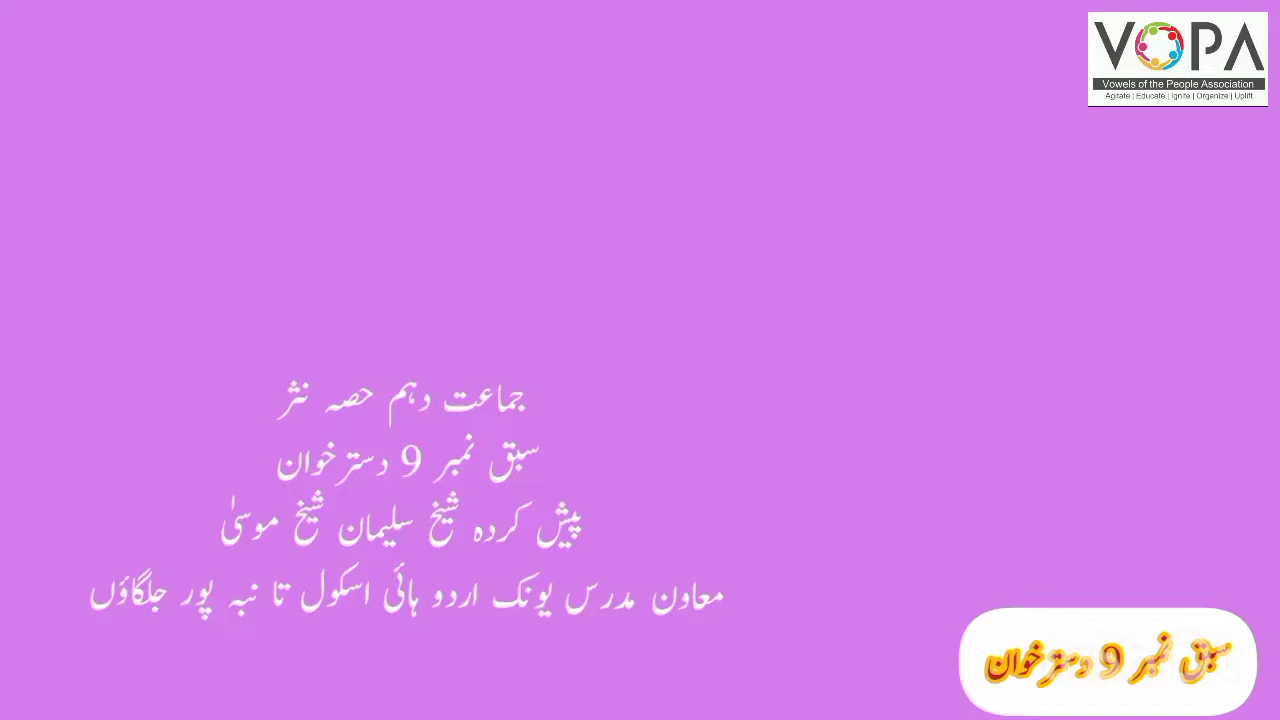 VOPA
Vowels of the People Association
Agitate | Educate | Ignite | Organize | Uplift
جماعت دہم حصہ نثر
سبق نمبر 9 دسترخوان
پیش کردہ شیخ سلیمان شیخ موسیٰ
معاون مدرس یونک اردو ہائی اسکول تا نبہ پور جلگاؤں
سبق نمبر 9 دسترخوان